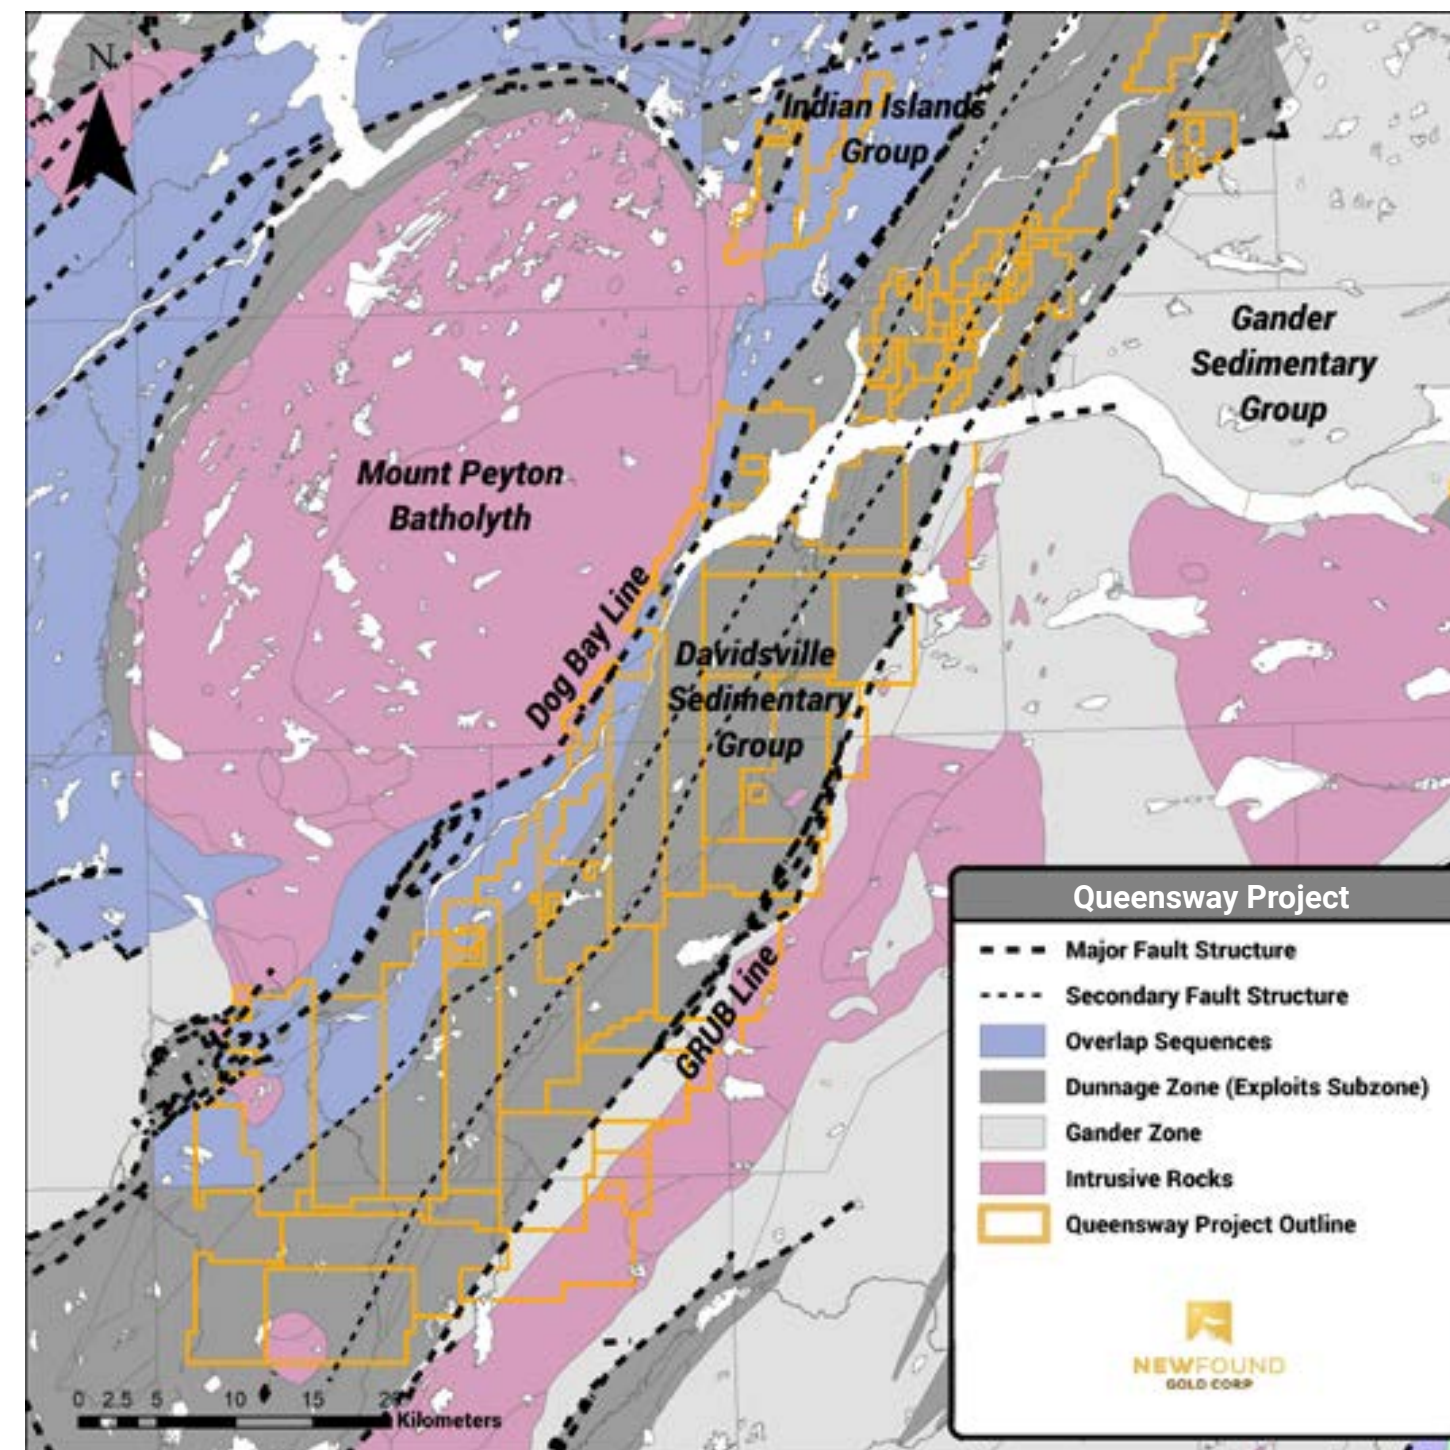 N
Indian Islands
Group
Gander
Sedimentary
Group
Mount Peyton
Batholyth
Dog Bay Line
Davidsville
Sedimentary
Group
GRUB Line
Queensway Project
Major Fault Structure
Secondary Fault Structure
Overlap Sequences
Dunnage Zone (Exploits Subzone)
Gander Zone
Intrusive Rocks
Queensway Project Outline
NEWFOUND
GOLD CORP
0 2.5 5 10 15 20
Kilometers